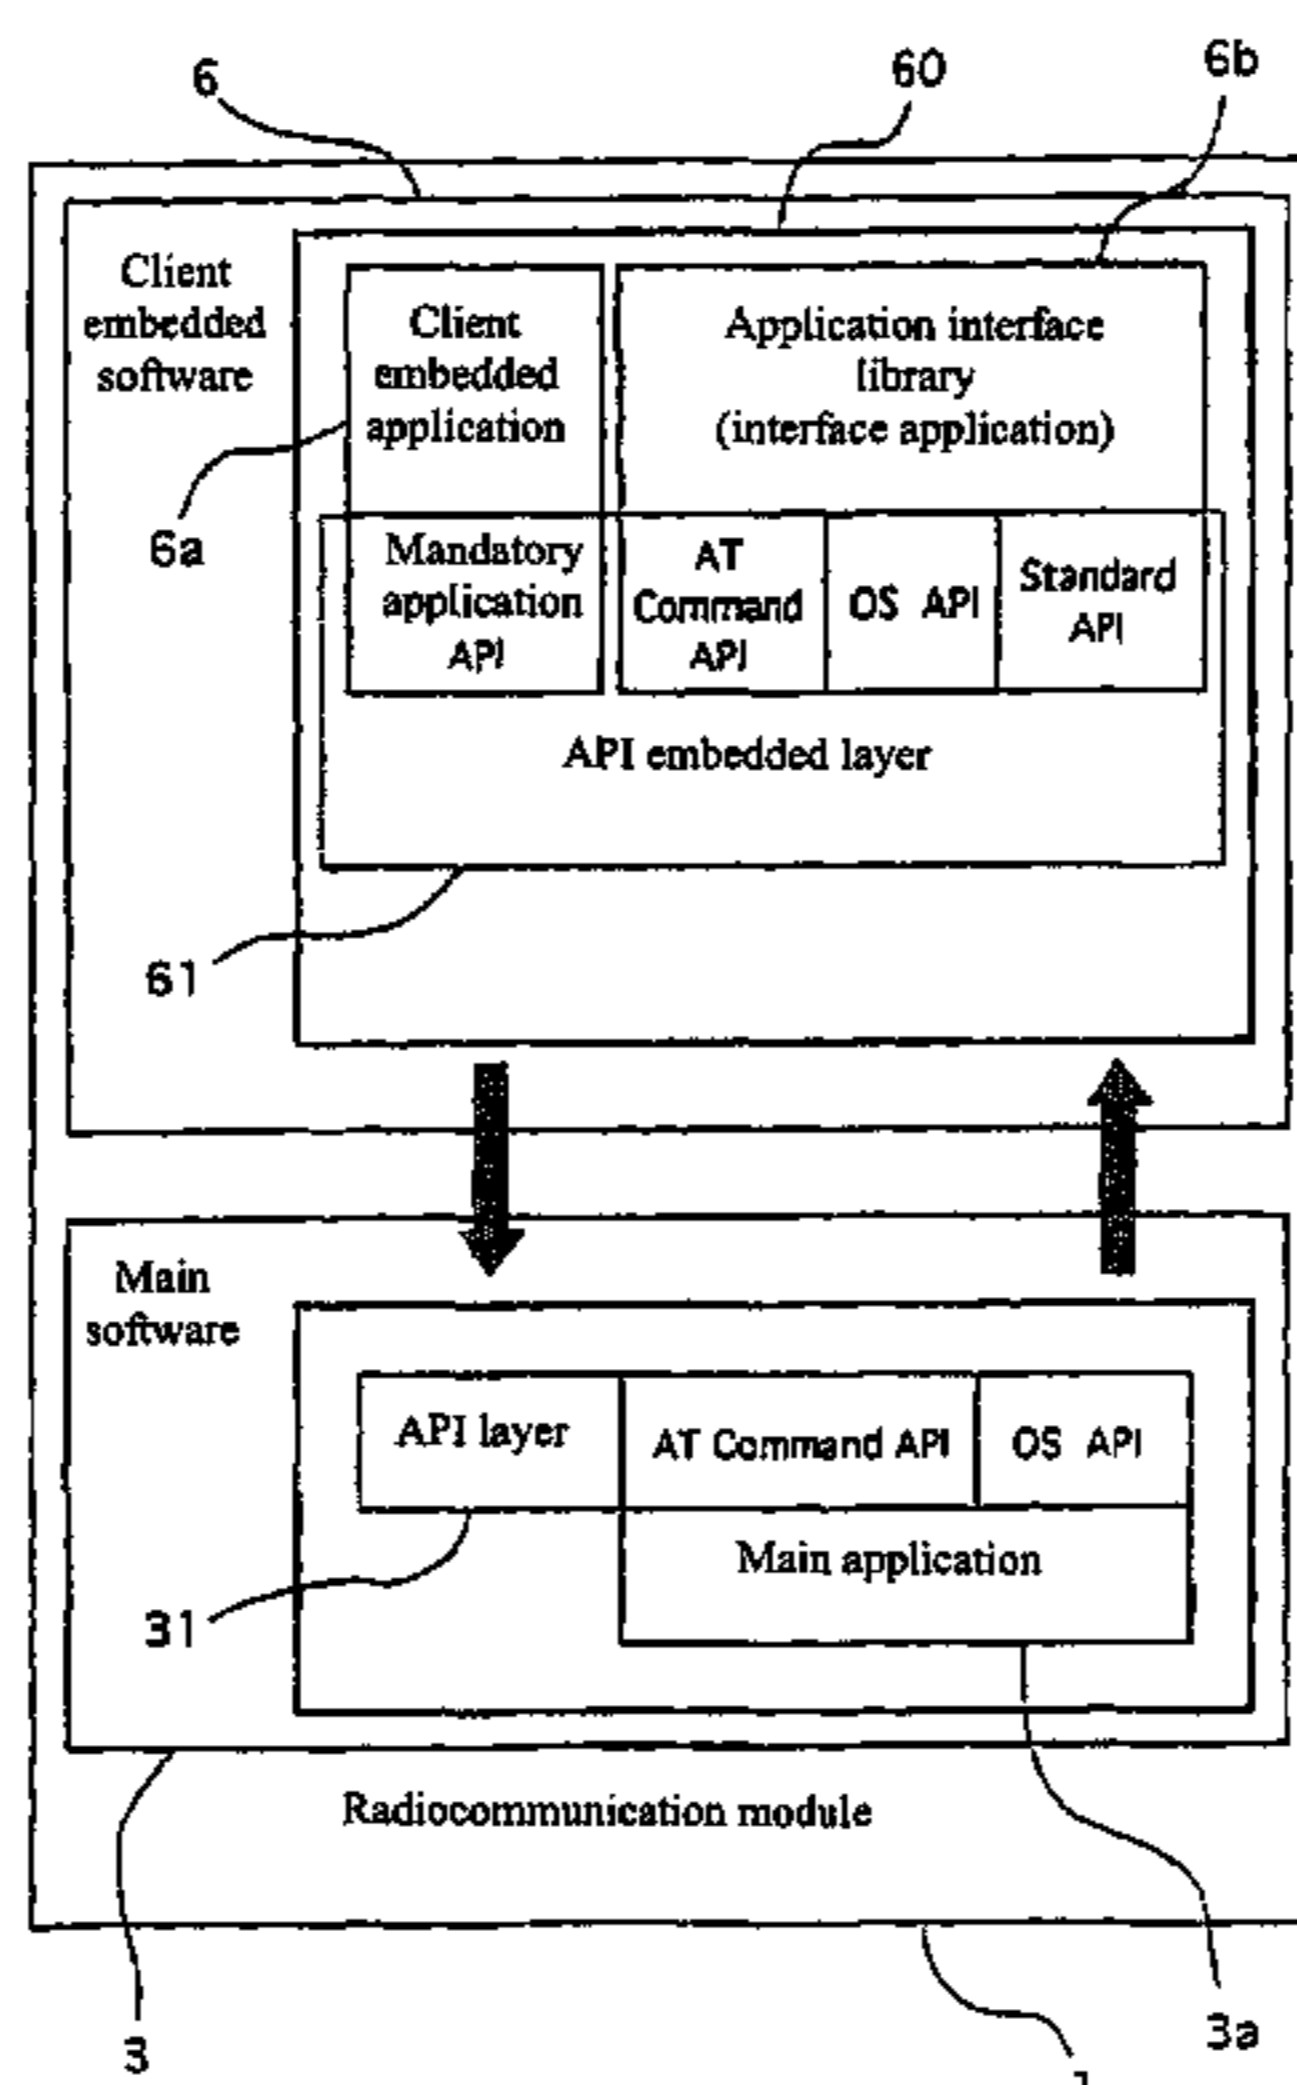 6
60
6b
Client
embedded
software
Client
embedded
application
Application interface
library
(interface application)
6a
Mandatory
application
API
AT
Command
API
OS API
Standard
API
API embedded layer
61
Main
software
API layer
AT Command API
OS API
Main application
31
Radiocommunication module
3
3a